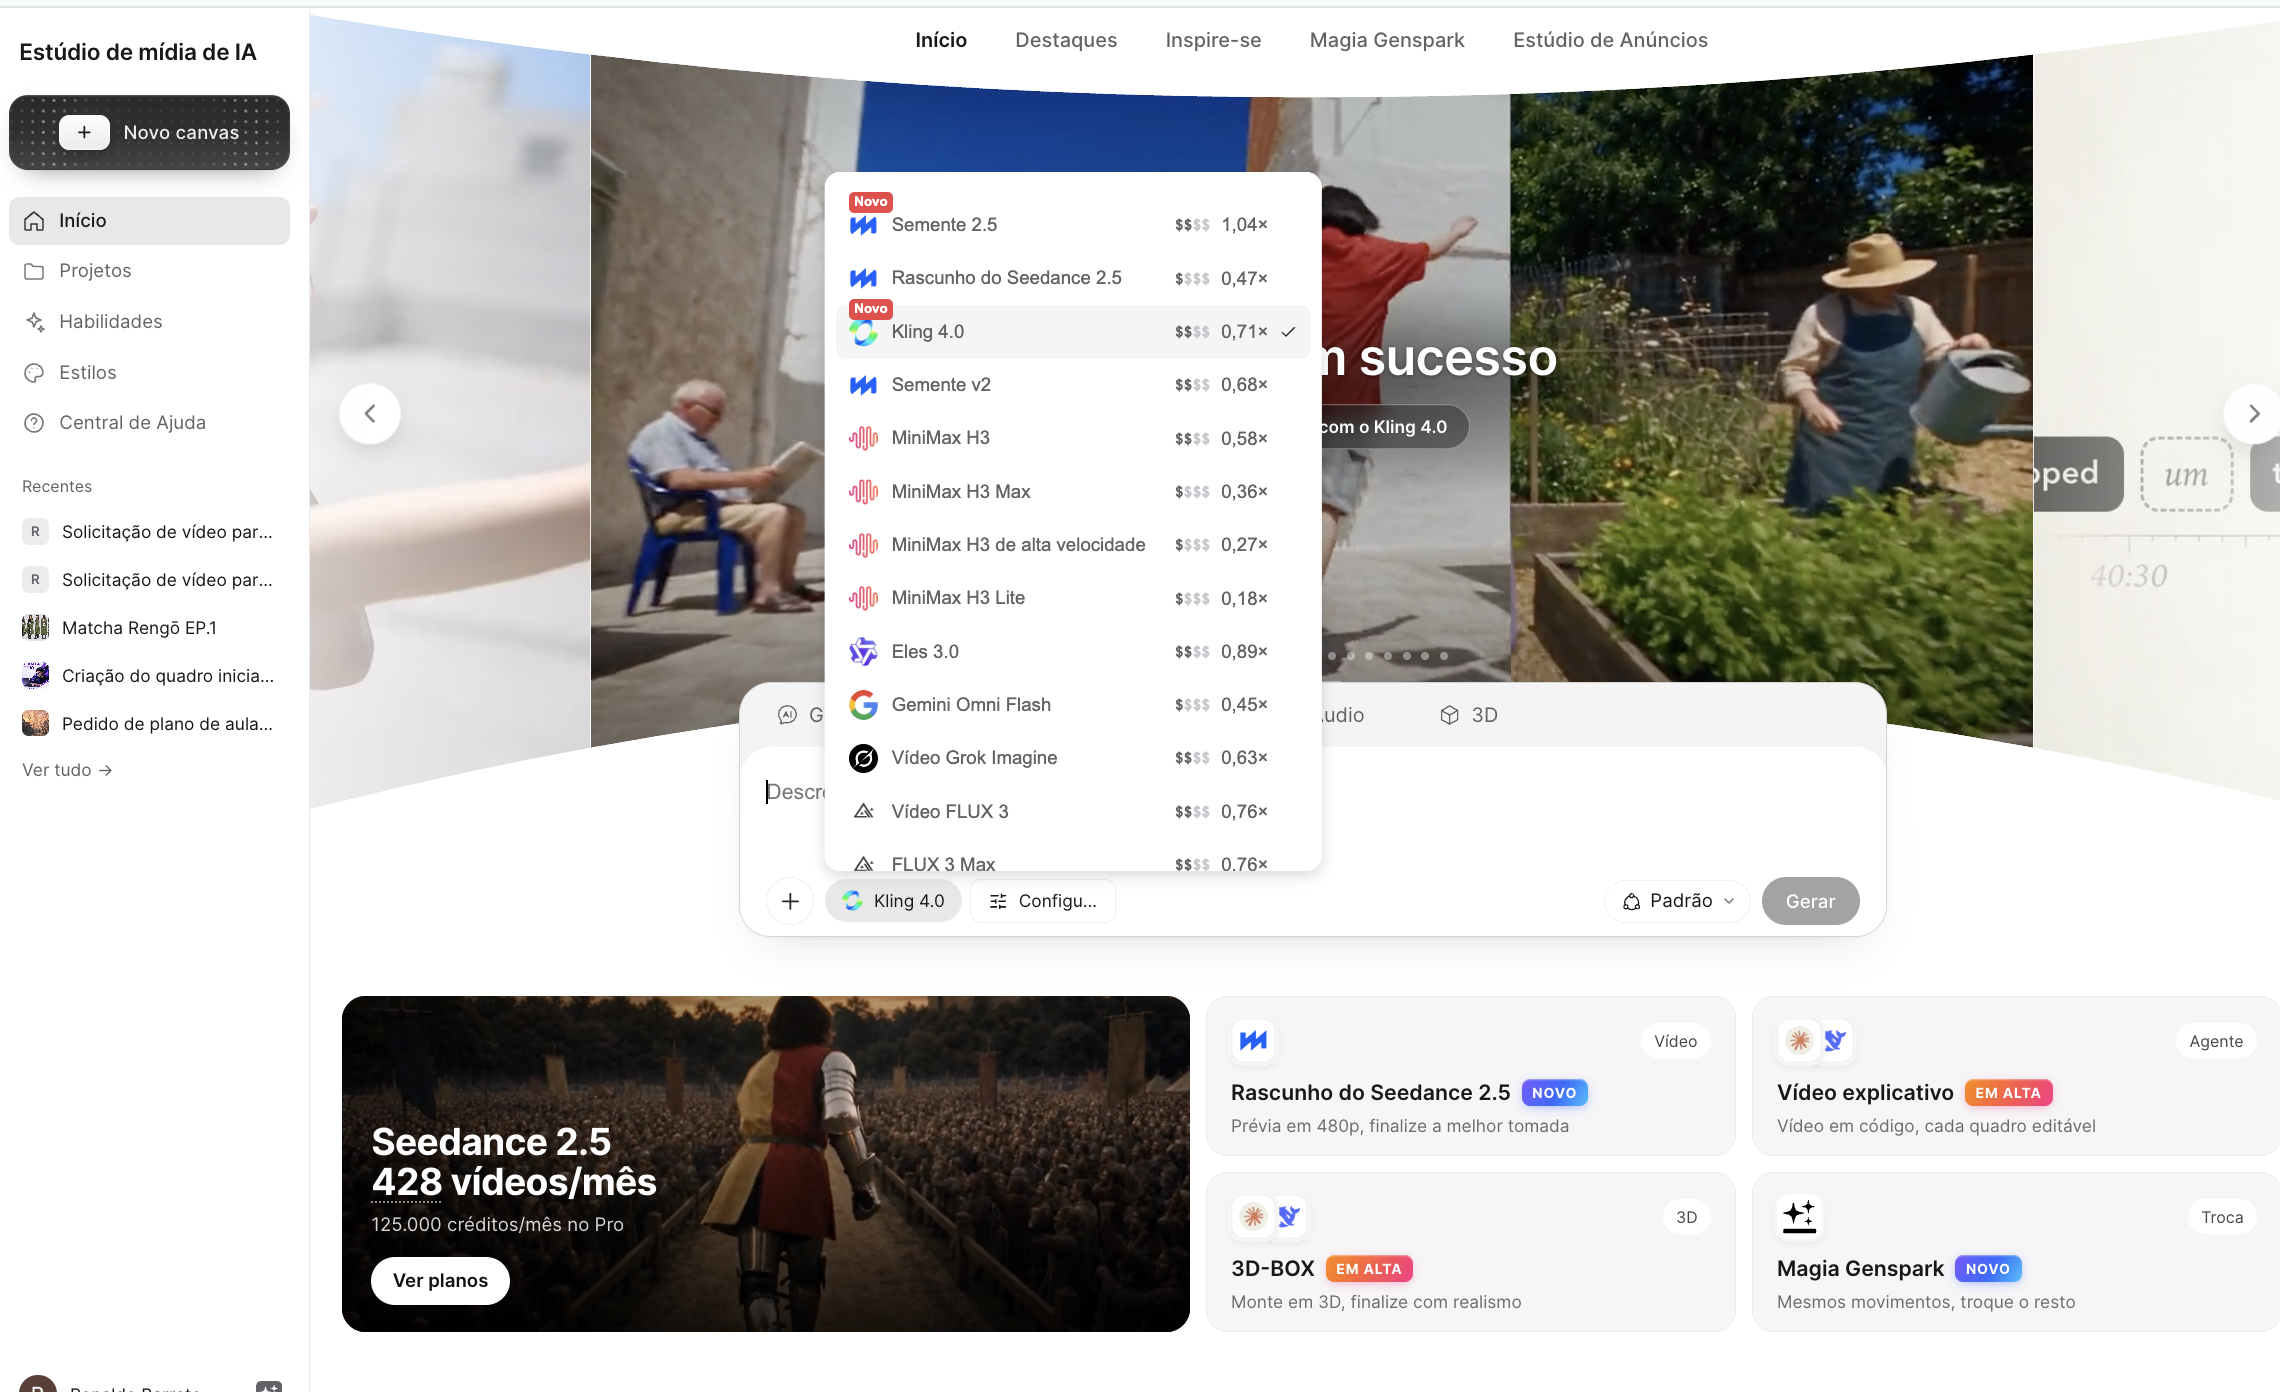 Estúdio de mídia de IA
Novo canvas
Início
Projetos
Habilidades
Estilos
Central de Ajuda
Recentes
R Solicitação de vídeo par...
R Solicitação de vídeo par...
Matcha Rengō EP.1
Criação do quadro inicia...
Pedido de plano de aula...
Ver tudo →
Início Destaques Inspire-se Magia Genspark Estúdio de Anúncios
Novo
Semente 2.5 $$$$ 1,04×
Rascunho do Seedance 2.5 $$$$ 0,47×
Novo
Kling 4.0 $$$$ 0,71×
Semente v2 $$$$ 0,68×
MiniMax H3 $$$$ 0,58×
MiniMax H3 Max $$$$ 0,36×
MiniMax H3 de alta velocidade $$$$ 0,27×
MiniMax H3 Lite $$$$ 0,18×
Eles 3.0 $$$$ 0,89×
Gemini Omni Flash $$$$ 0,45×
Vídeo Grok Imagine $$$$ 0,63×
Vídeo FLUX 3 $$$$ 0,76×
FLUX 3 Max $$$$ 0,76×
sucesso
com o Kling 4.0
um
40:30
3D
Kling 4.0
Configu...
Padrão
Gerar
Seedance 2.5
428 vídeos/mês
125.000 créditos/mês no Pro
Ver planos
Vídeo
Rascunho do Seedance 2.5 NOVO
Prévia em 480p, finalize a melhor tomada
Agente
Vídeo explicativo EM ALTA
Vídeo em código, cada quadro editável
3D
3D-BOX EM ALTA
Monte em 3D, finalize com realismo
Troca
Magia Genspark NOVO
Mesmos movimentos, troque o resto